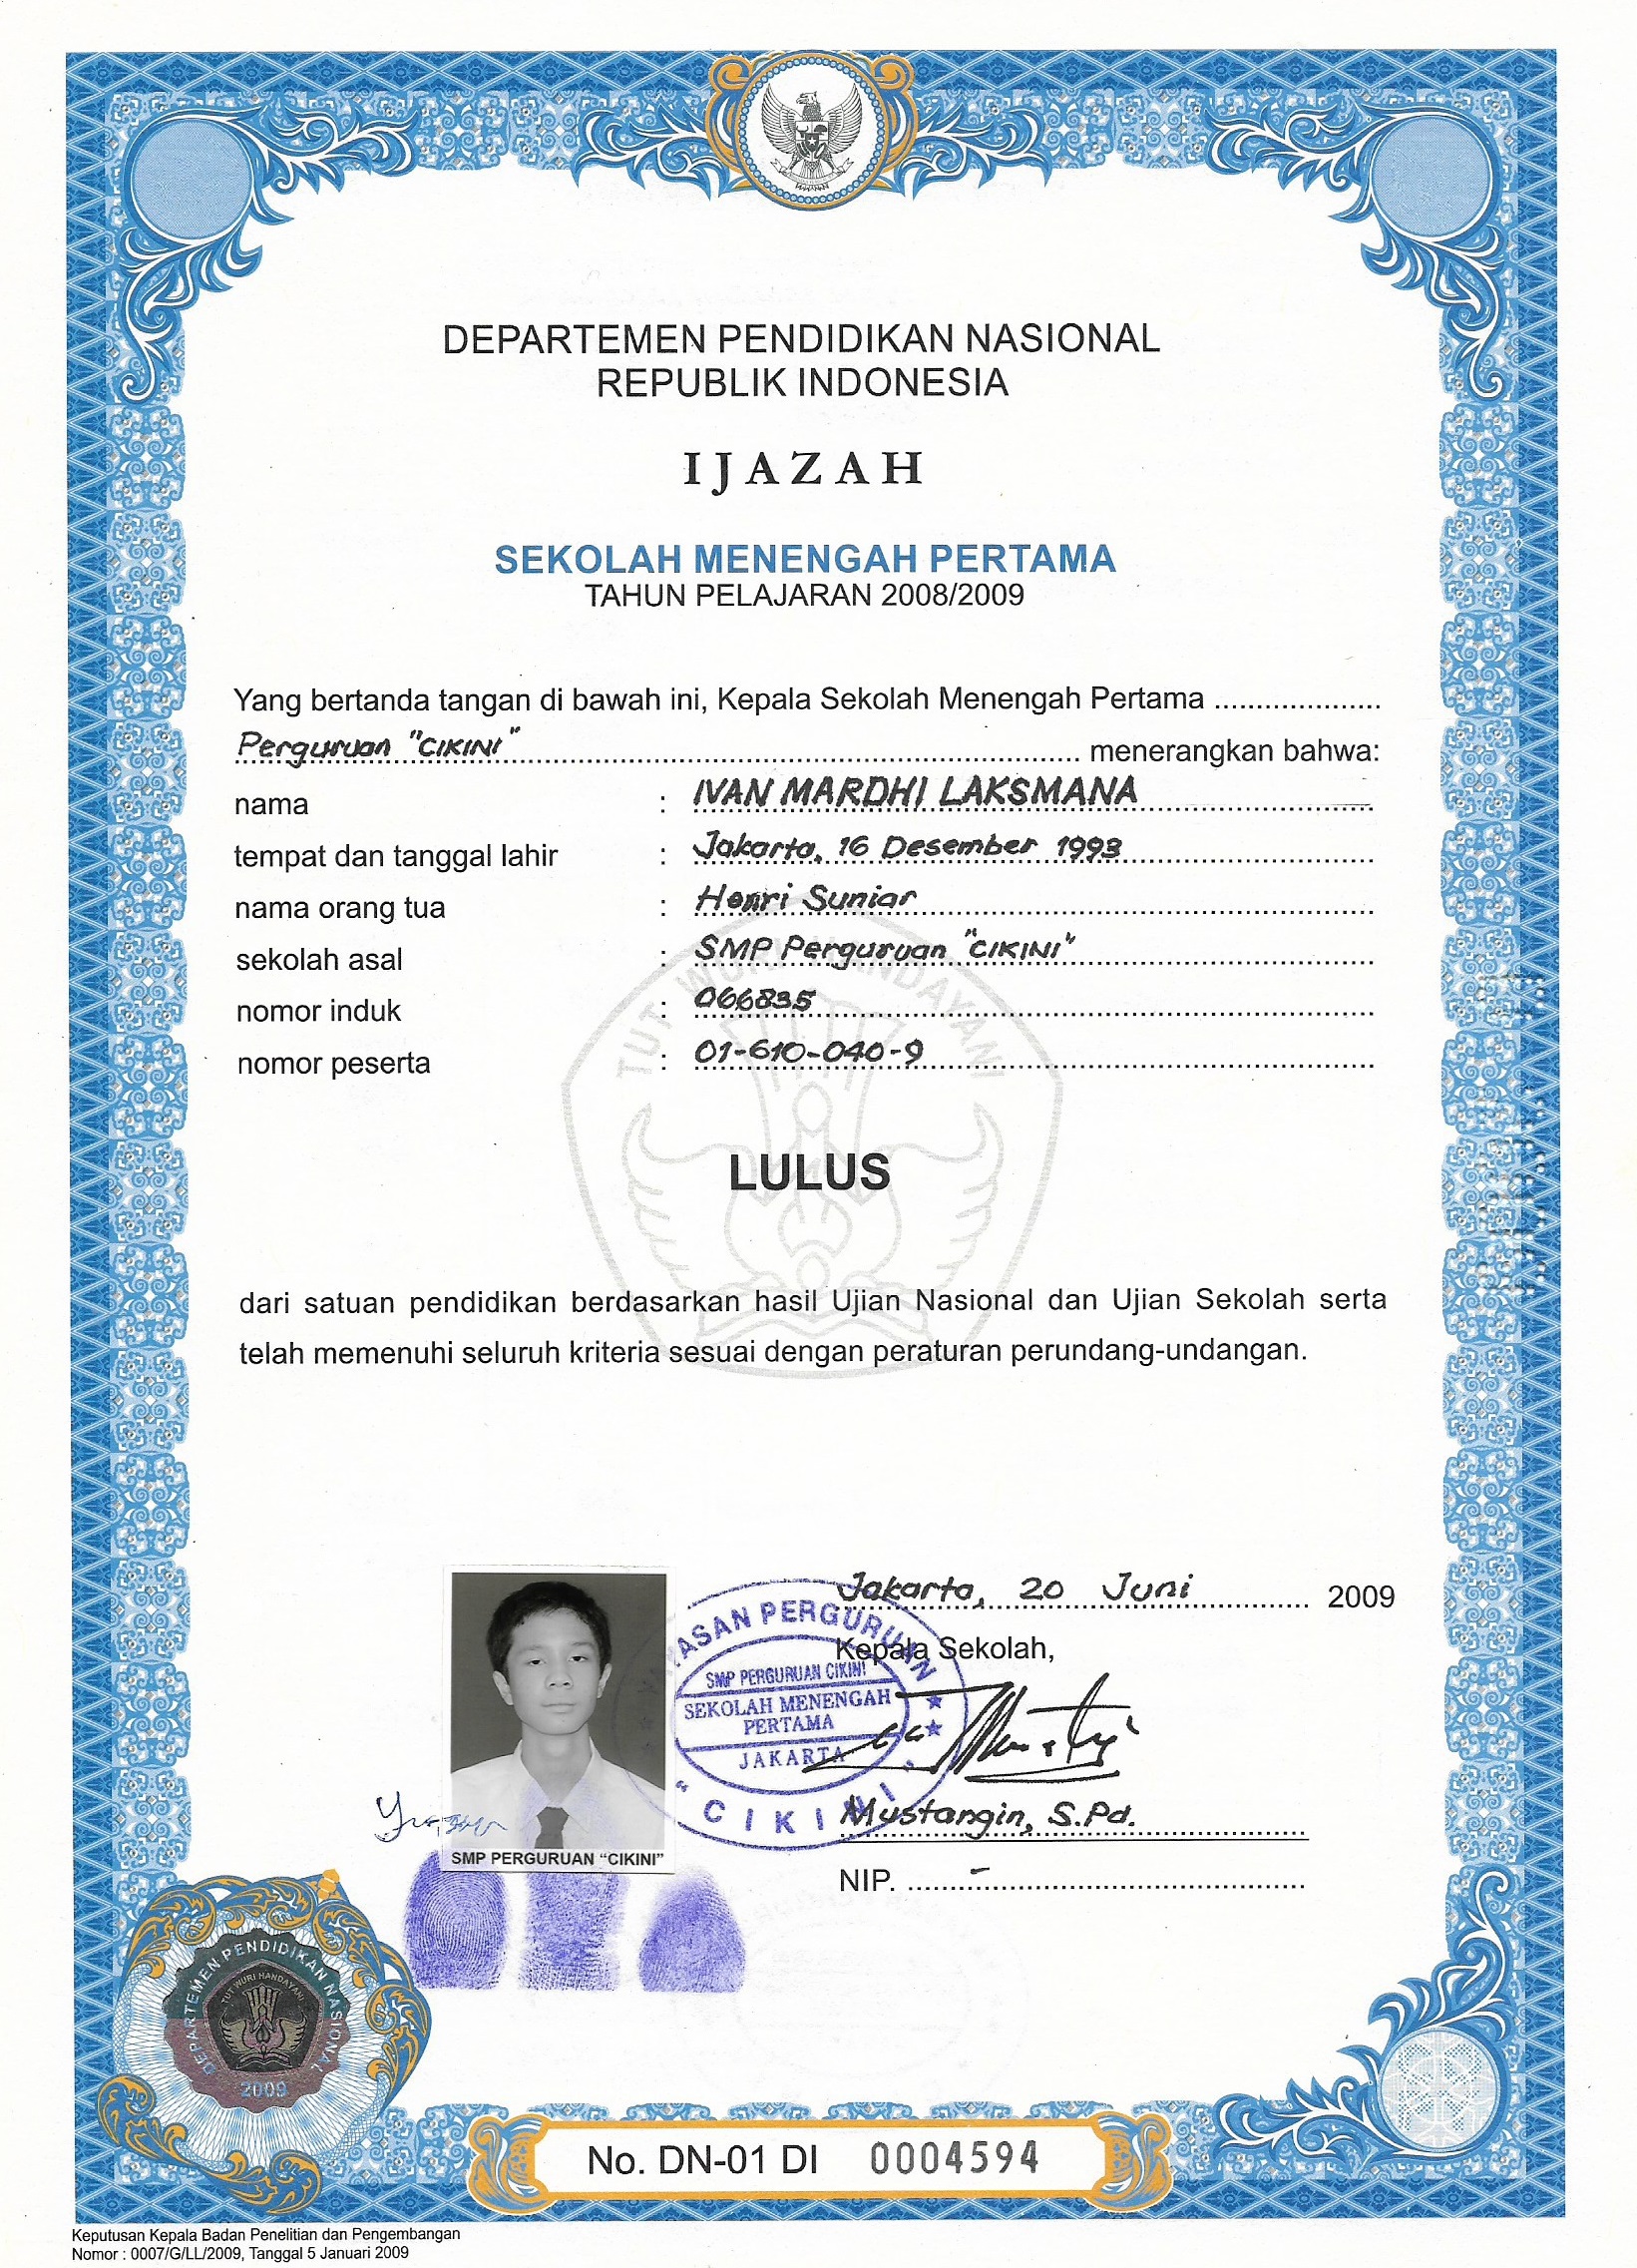 DEPARTEMEN PENDIDIKAN NASIONAL
REPUBLIK INDONESIA
IJAZAH
SEKOLAH MENENGAH PERTAMA
TAHUN PELAJARAN 2008/2009
Yang bertanda tangan di bawah ini, Kepala Sekolah Menengah Pertama ....................
Perguruan "CIKINI" menerangkan bahwa:
nama : IVAN MARDHI LAKSMANA
tempat dan tanggal lahir : Jakarta, 16 Desember 1993
nama orang tua : Henri Suniar
sekolah asal : SMP Perguruan "CIKINI"
nomor induk : 066835
nomor peserta : 01-610-040-9
TUT WURI HANDAYANI
LULUS
dari satuan pendidikan berdasarkan hasil Ujian Nasional dan Ujian Sekolah serta
telah memenuhi seluruh kriteria sesuai dengan peraturan perundang-undangan.
Jakarta, 20 Juni 2009
Kepala Sekolah,
Mustangin, S.Pd.
NIP. -
YAYASAN PERGURUAN
SMP PERGURUAN CIKINI
SEKOLAH MENENGAH
PERTAMA
JAKARTA
"CIKINI"
SMP PERGURUAN "CIKINI"
DEPARTEMEN PENDIDIKAN NASIONAL
TUT WURI HANDAYANI
2009
No. DN-01 DI 0004594
Keputusan Kepala Badan Penelitian dan Pengembangan
Nomor : 0007/G/LL/2009, Tanggal 5 Januari 2009